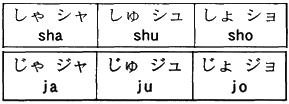 しゃ シャ しゅ シュ しょ ショ
sha shu sho
じゃ ジャ じゅ ジュ じょ ジョ
ja ju jo